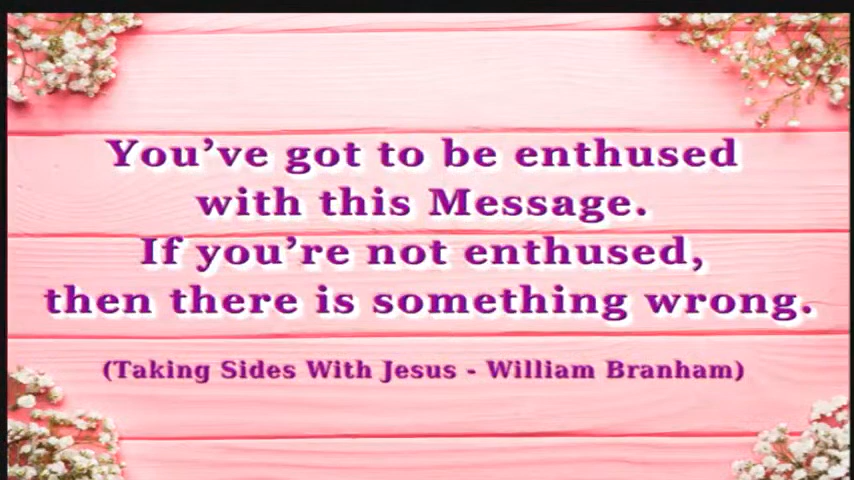 You’ve got to be enthused
with this Message.
If you’re not enthused,
then there is something wrong.
(Taking Sides With Jesus - William Branham)